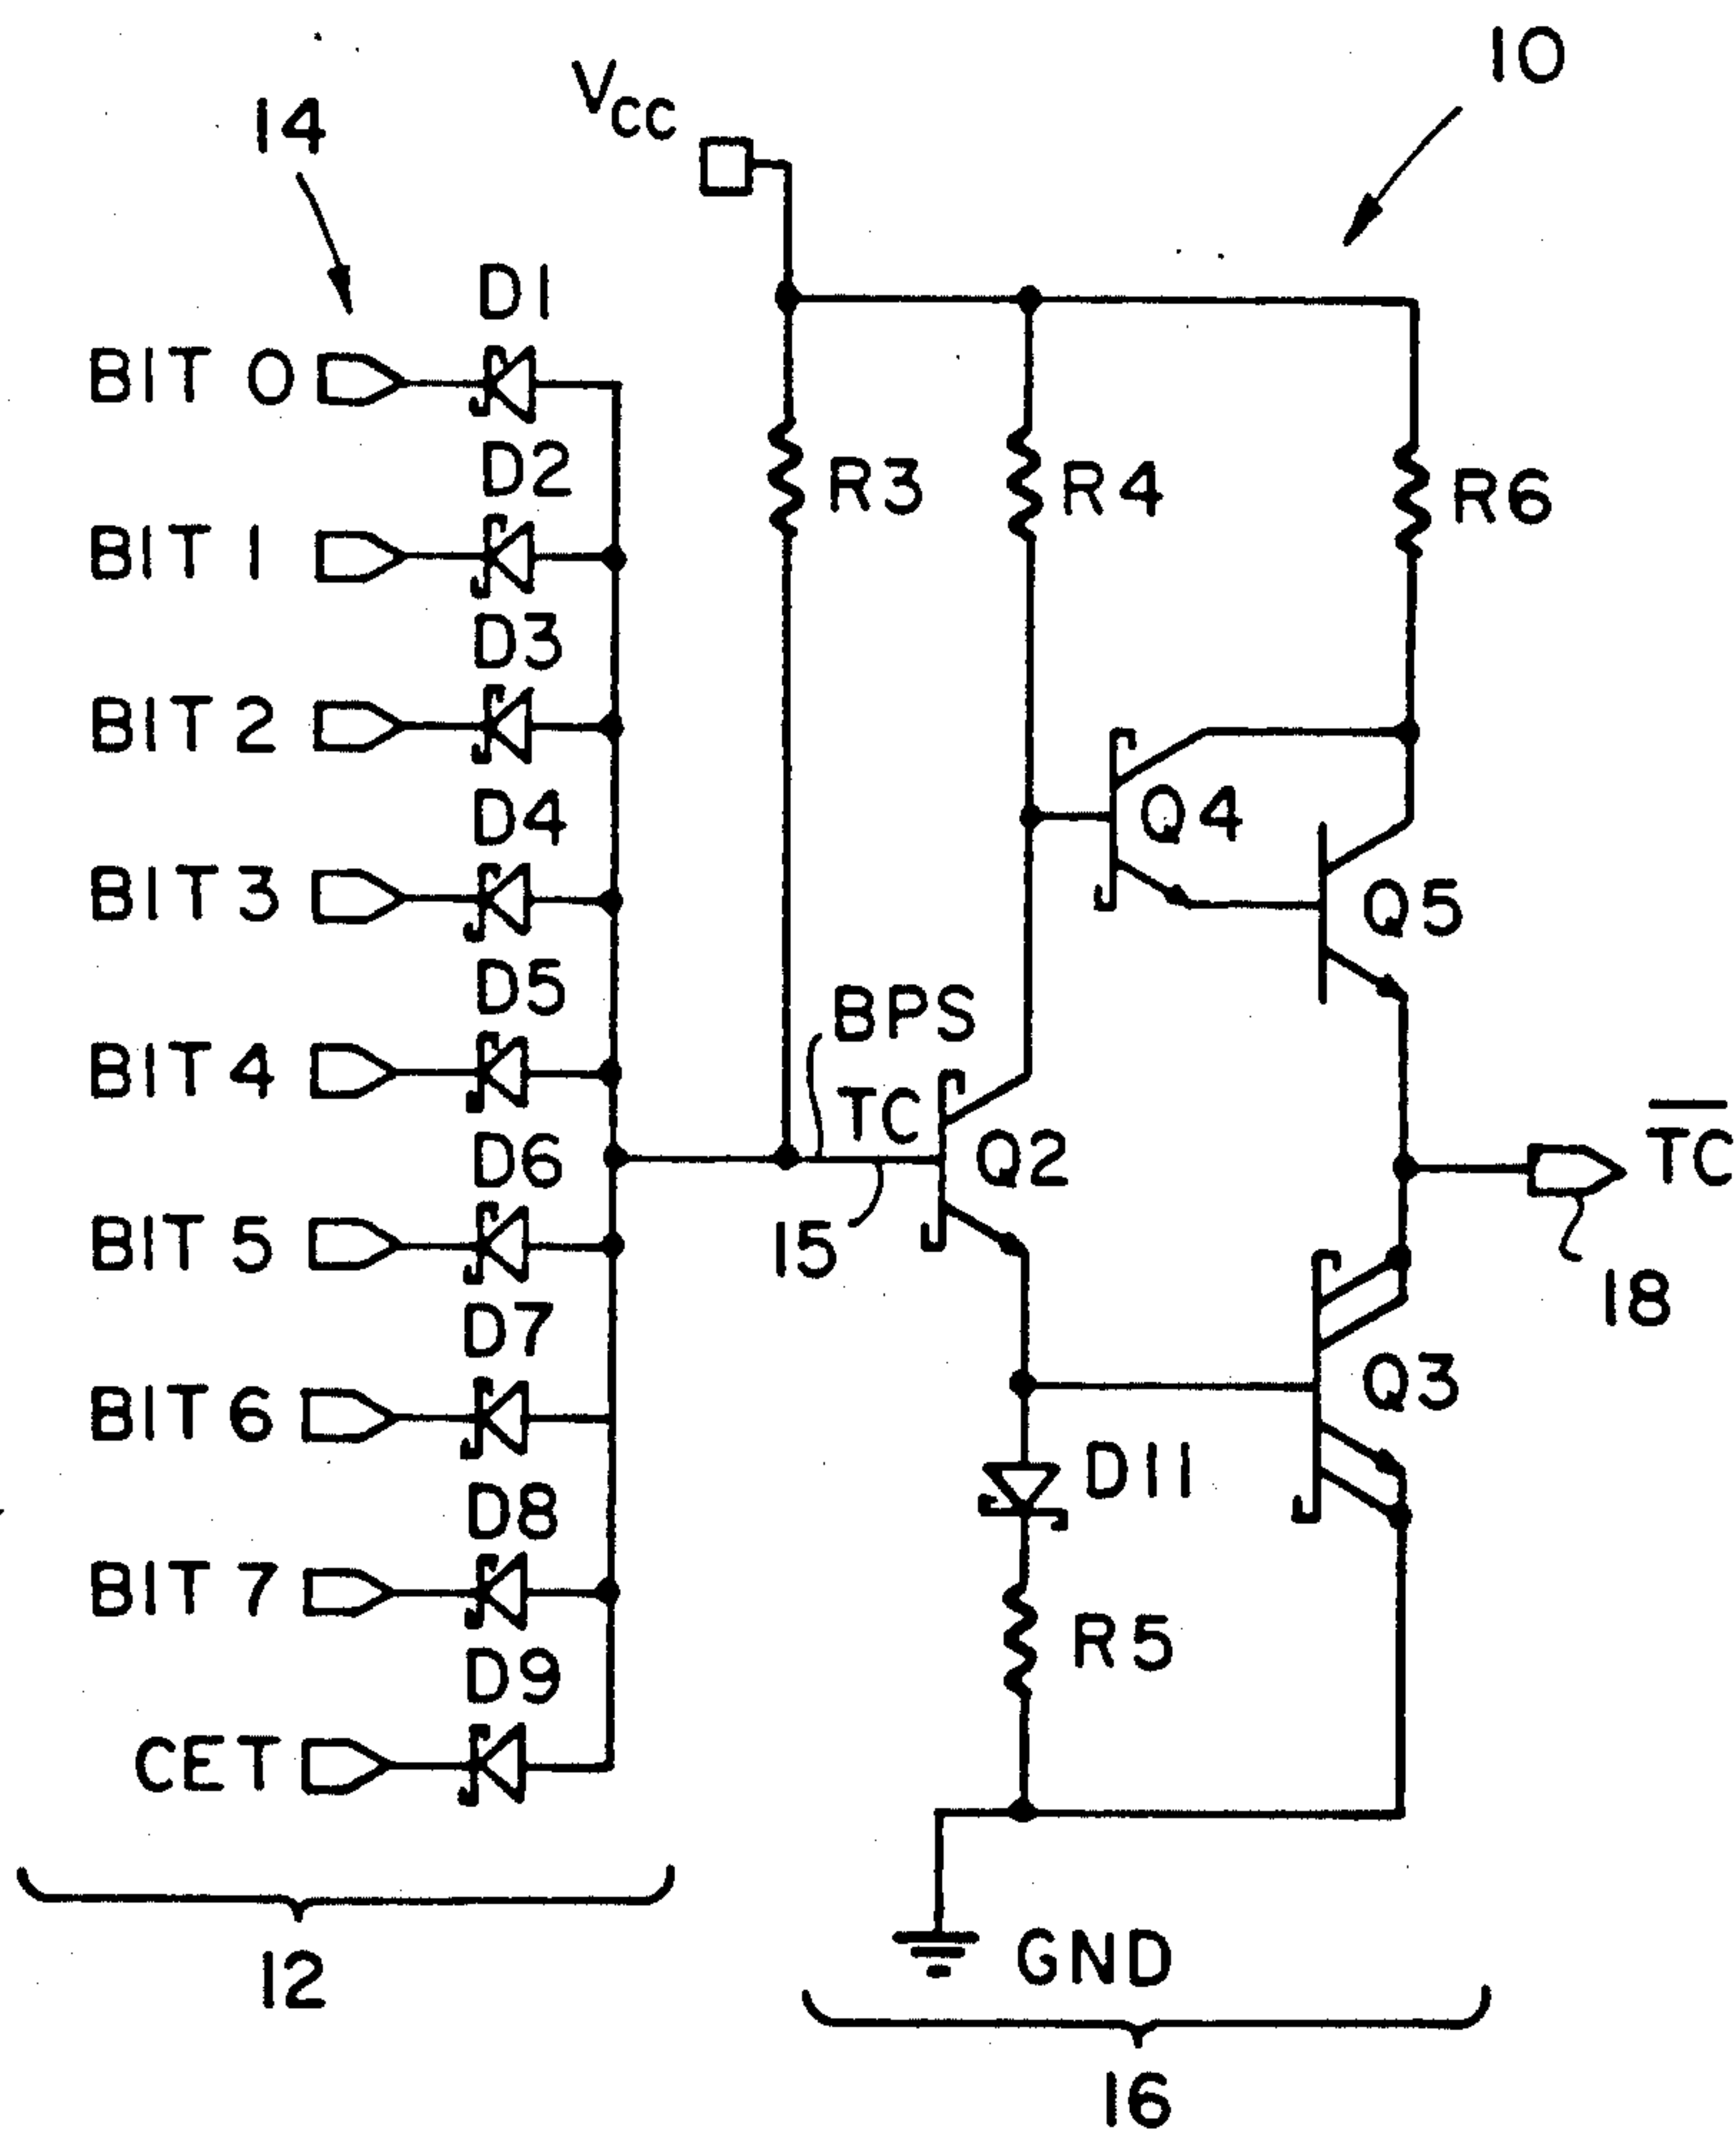 10
V_CC
14
D1
BIT 0
D2
R3
R4
R6
BIT 1
D3
BIT 2
D4
Q4
BIT 3
Q5
D5
BPS
BIT 4
TC
D6
Q2
T̅C̅
BIT 5
15
18
D7
Q3
BIT 6
D11
D8
BIT 7
R5
D9
CET
GND
12
16